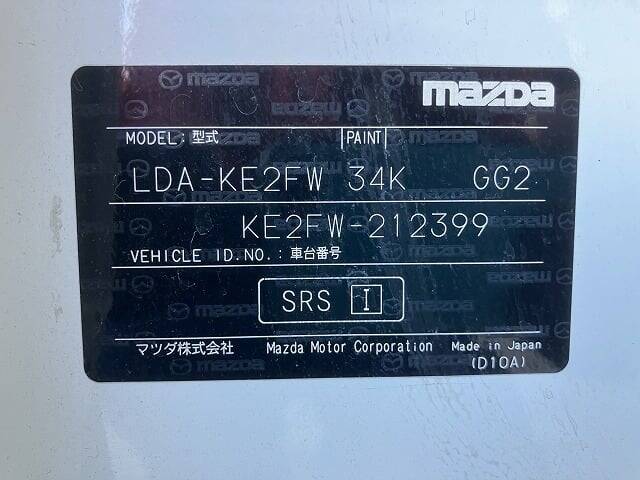 mazda
MODEL: 型式 PAINT
LDA-KE2FW 34K GG2
KE2FW-212399
VEHICLE ID.NO.: 車台番号
SRS I
マツダ株式会社 Mazda Motor Corporation Made in Japan
(D10A)